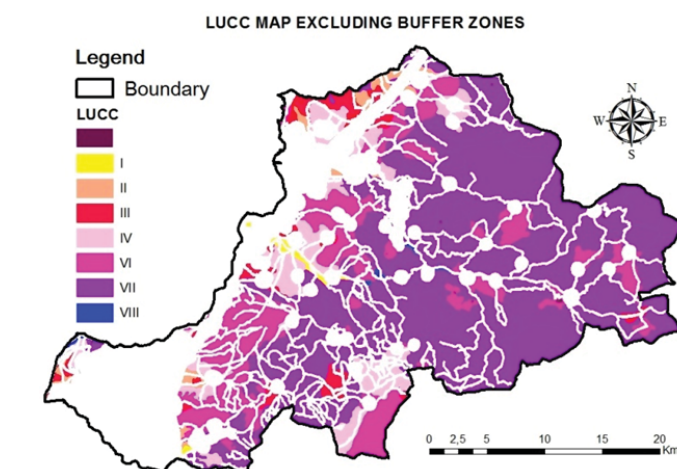 LUCC MAP EXCLUDING BUFFER ZONES
Legend
Boundary
LUCC
I
II
III
IV
VI
VII
VIII
N
W E
S
0 2,5 5 10 15 20
Km